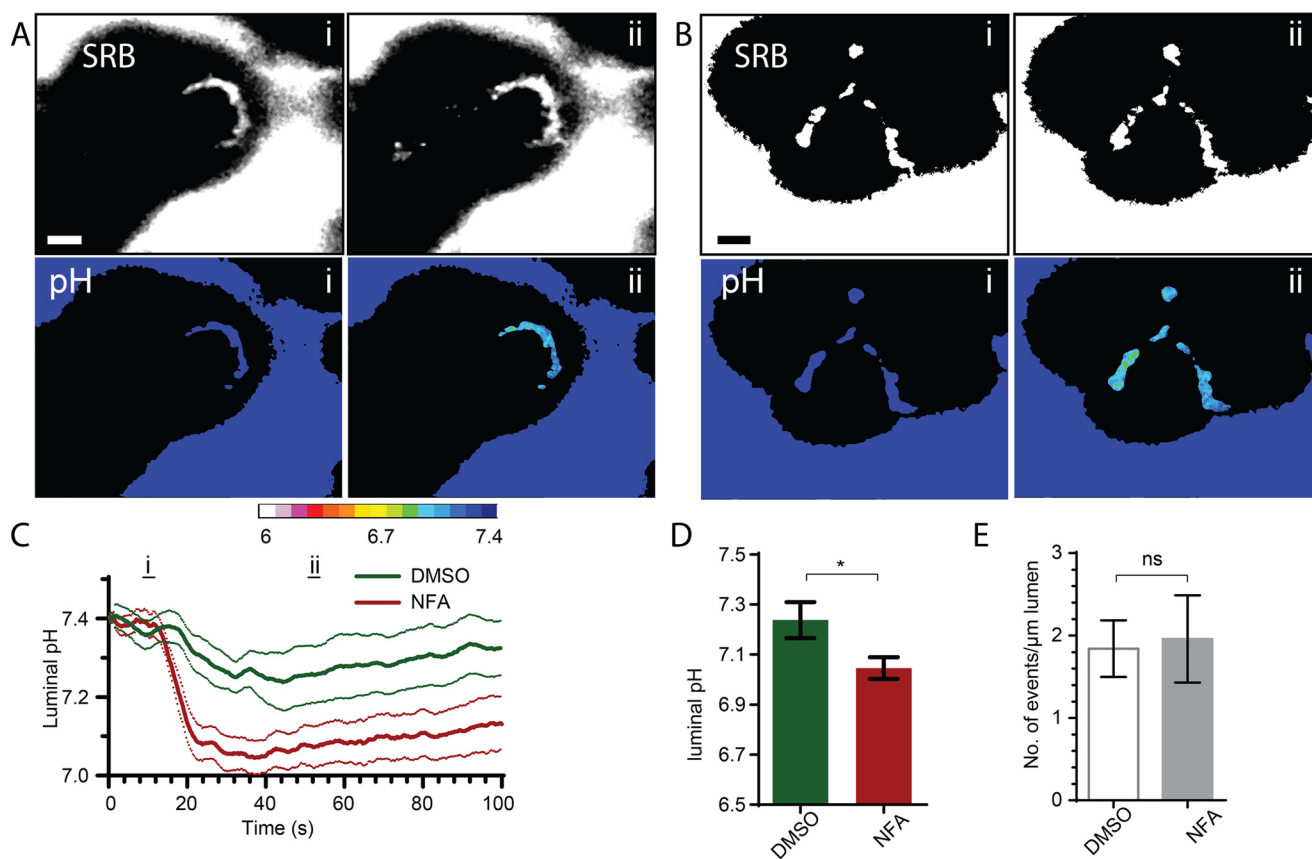 A
SRB
i
ii
pH
i
ii
B
SRB
i
ii
pH
i
ii
6
6.7
7.4
C
i
ii
DMSO
NFA
Luminal pH
7.4
7.2
7.0
0
20
40
60
80
100
Time (s)
D
luminal pH
7.5
7.3
7.1
6.9
6.7
6.5
*
DMSO
NFA
E
No. of events/μm lumen
3
2
1
0
ns
DMSO
NFA